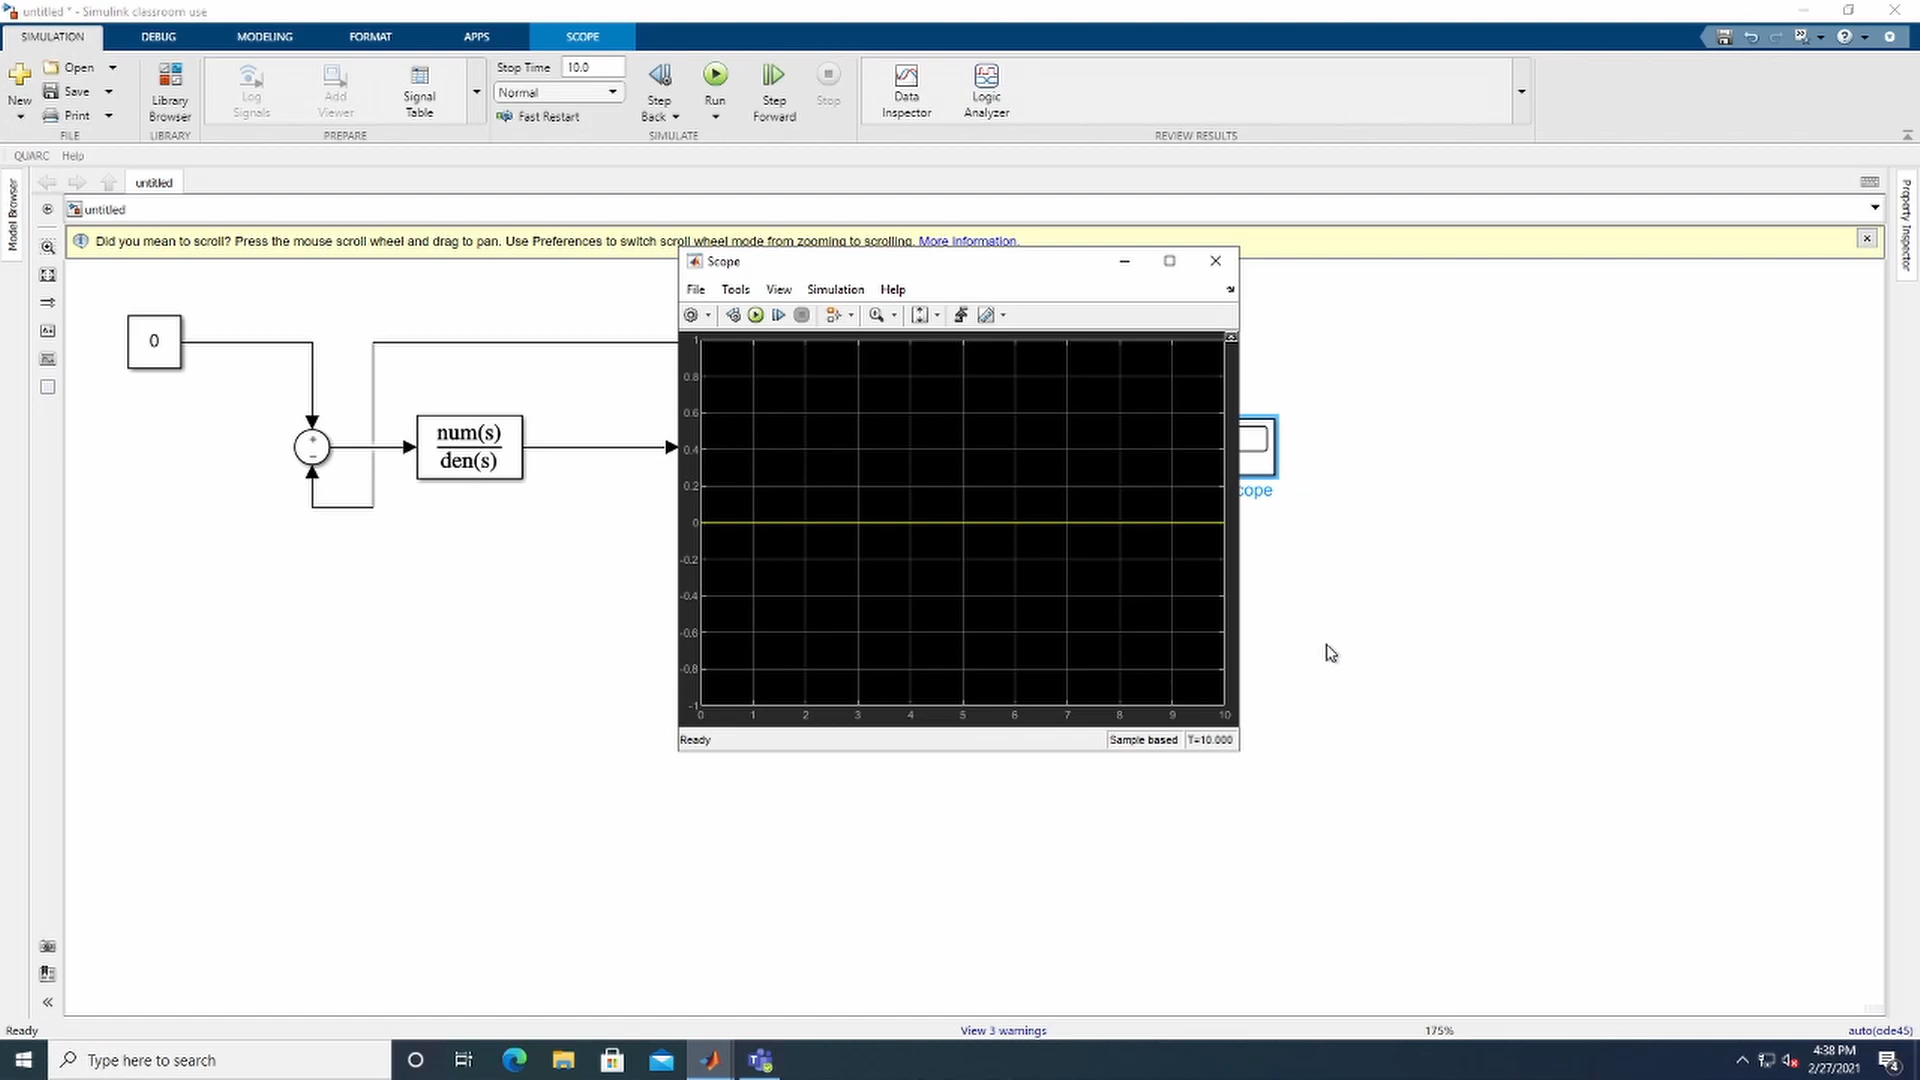 untitled * - Simulink classroom use
SIMULATION DEBUG MODELING FORMAT APPS SCOPE
New
Open
Save
Print
FILE
Library Browser
LIBRARY
Log Signals
Add Viewer
Signal Table
PREPARE
Stop Time 10.0
Normal
Fast Restart
Step Back
Run
Step Forward
Stop
SIMULATE
Data Inspector
Logic Analyzer
REVIEW RESULTS
QUARC Help
Model Browser
untitled
untitled
Property Inspector
Did you mean to scroll? Press the mouse scroll wheel and drag to pan. Use Preferences to switch scroll wheel mode from zooming to scrolling. More information.
0
+
−
num(s)
den(s)
Scope
File Tools View Simulation Help
1
0.8
0.6
0.4
0.2
0
-0.2
-0.4
-0.6
-0.8
-1
0 1 2 3 4 5 6 7 8 9 10
Ready Sample based T=10.000
cope
Ready View 3 warnings 175% auto(ode45)
Type here to search
4:38 PM
2/27/2021
4